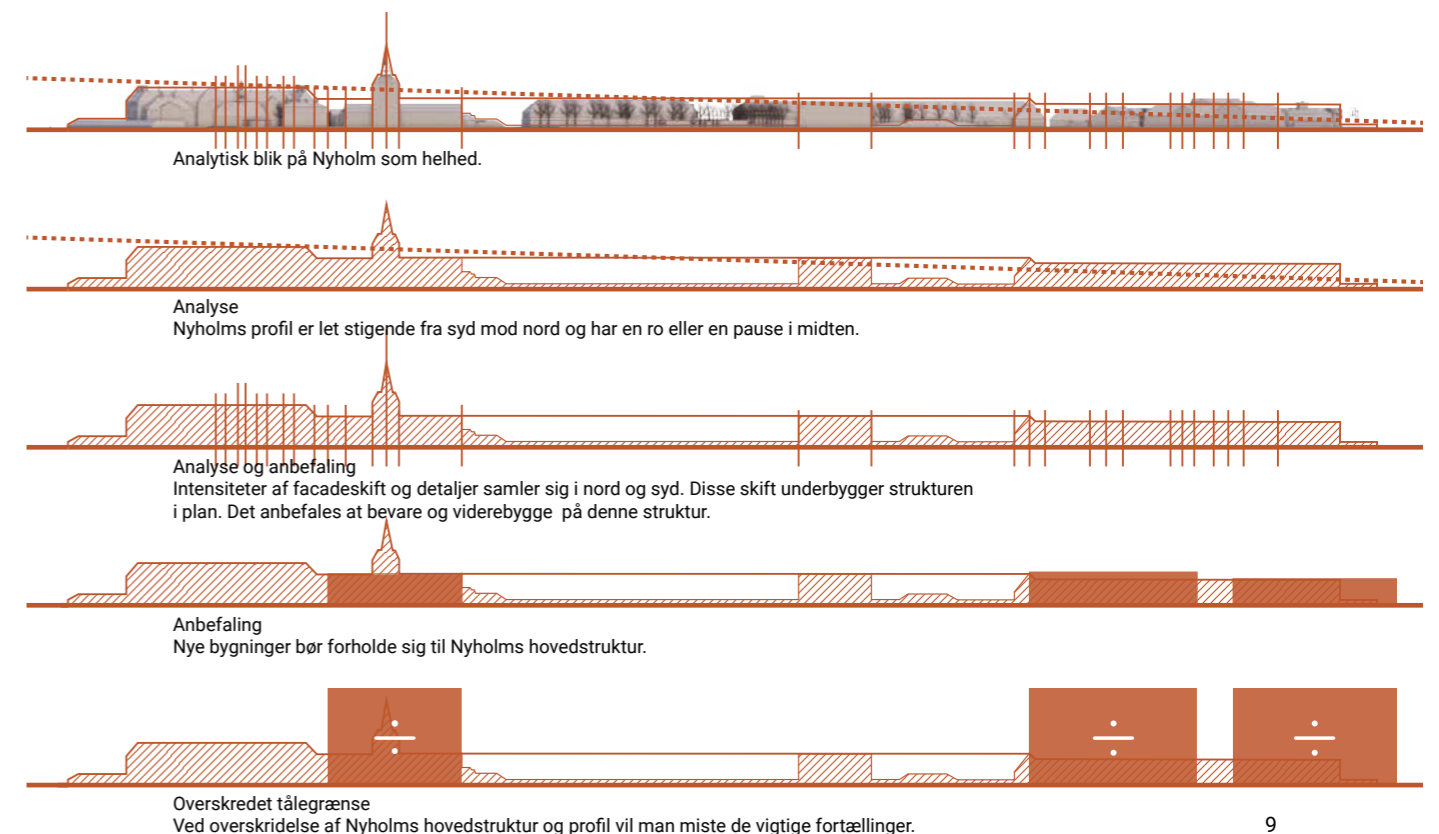 Analytisk blik på Nyholm som helhed.
Analyse
Nyholms profil er let stigende fra syd mod nord og har en ro eller en pause i midten.
Analyse og anbefaling
Intensiteter af facadeskift og detaljer samler sig i nord og syd. Disse skift underbygger strukturen
i plan. Det anbefales at bevare og viderebygge på denne struktur.
Anbefaling
Nye bygninger bør forholde sig til Nyholms hovedstruktur.
Overskredet tålegrænse
Ved overskridelse af Nyholms hovedstruktur og profil vil man miste de vigtige fortællinger.
9